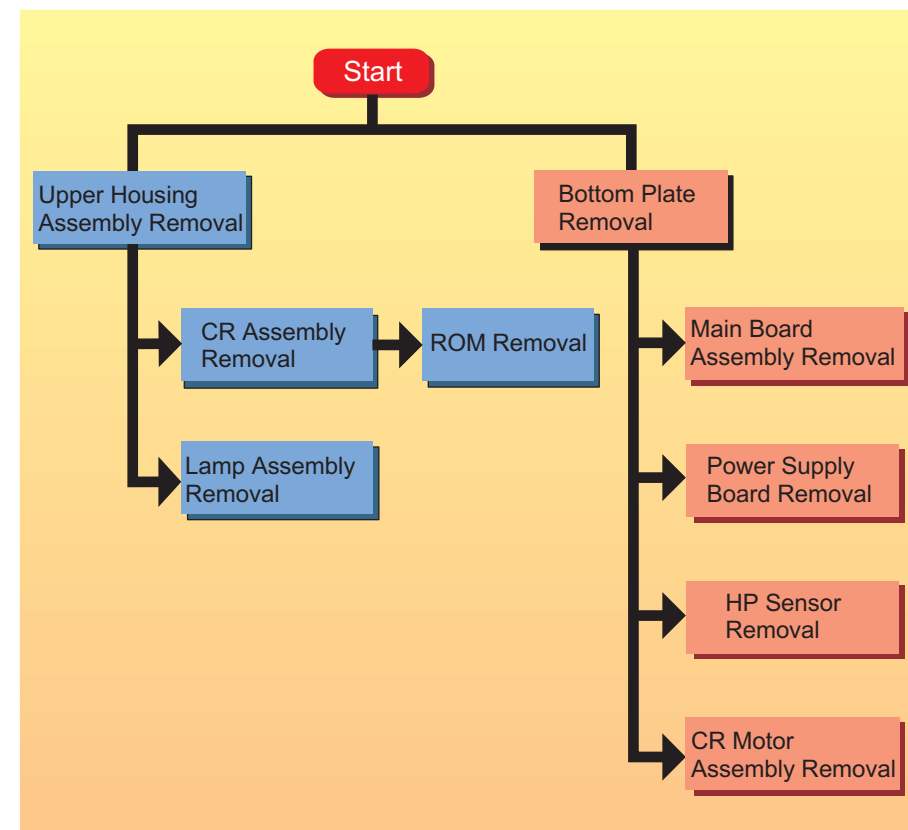 Start
Upper Housing
Assembly Removal
Bottom Plate
Removal
CR Assembly
Removal
ROM Removal
Main Board
Assembly Removal
Lamp Assembly
Removal
Power Supply
Board Removal
HP Sensor
Removal
CR Motor
Assembly Removal